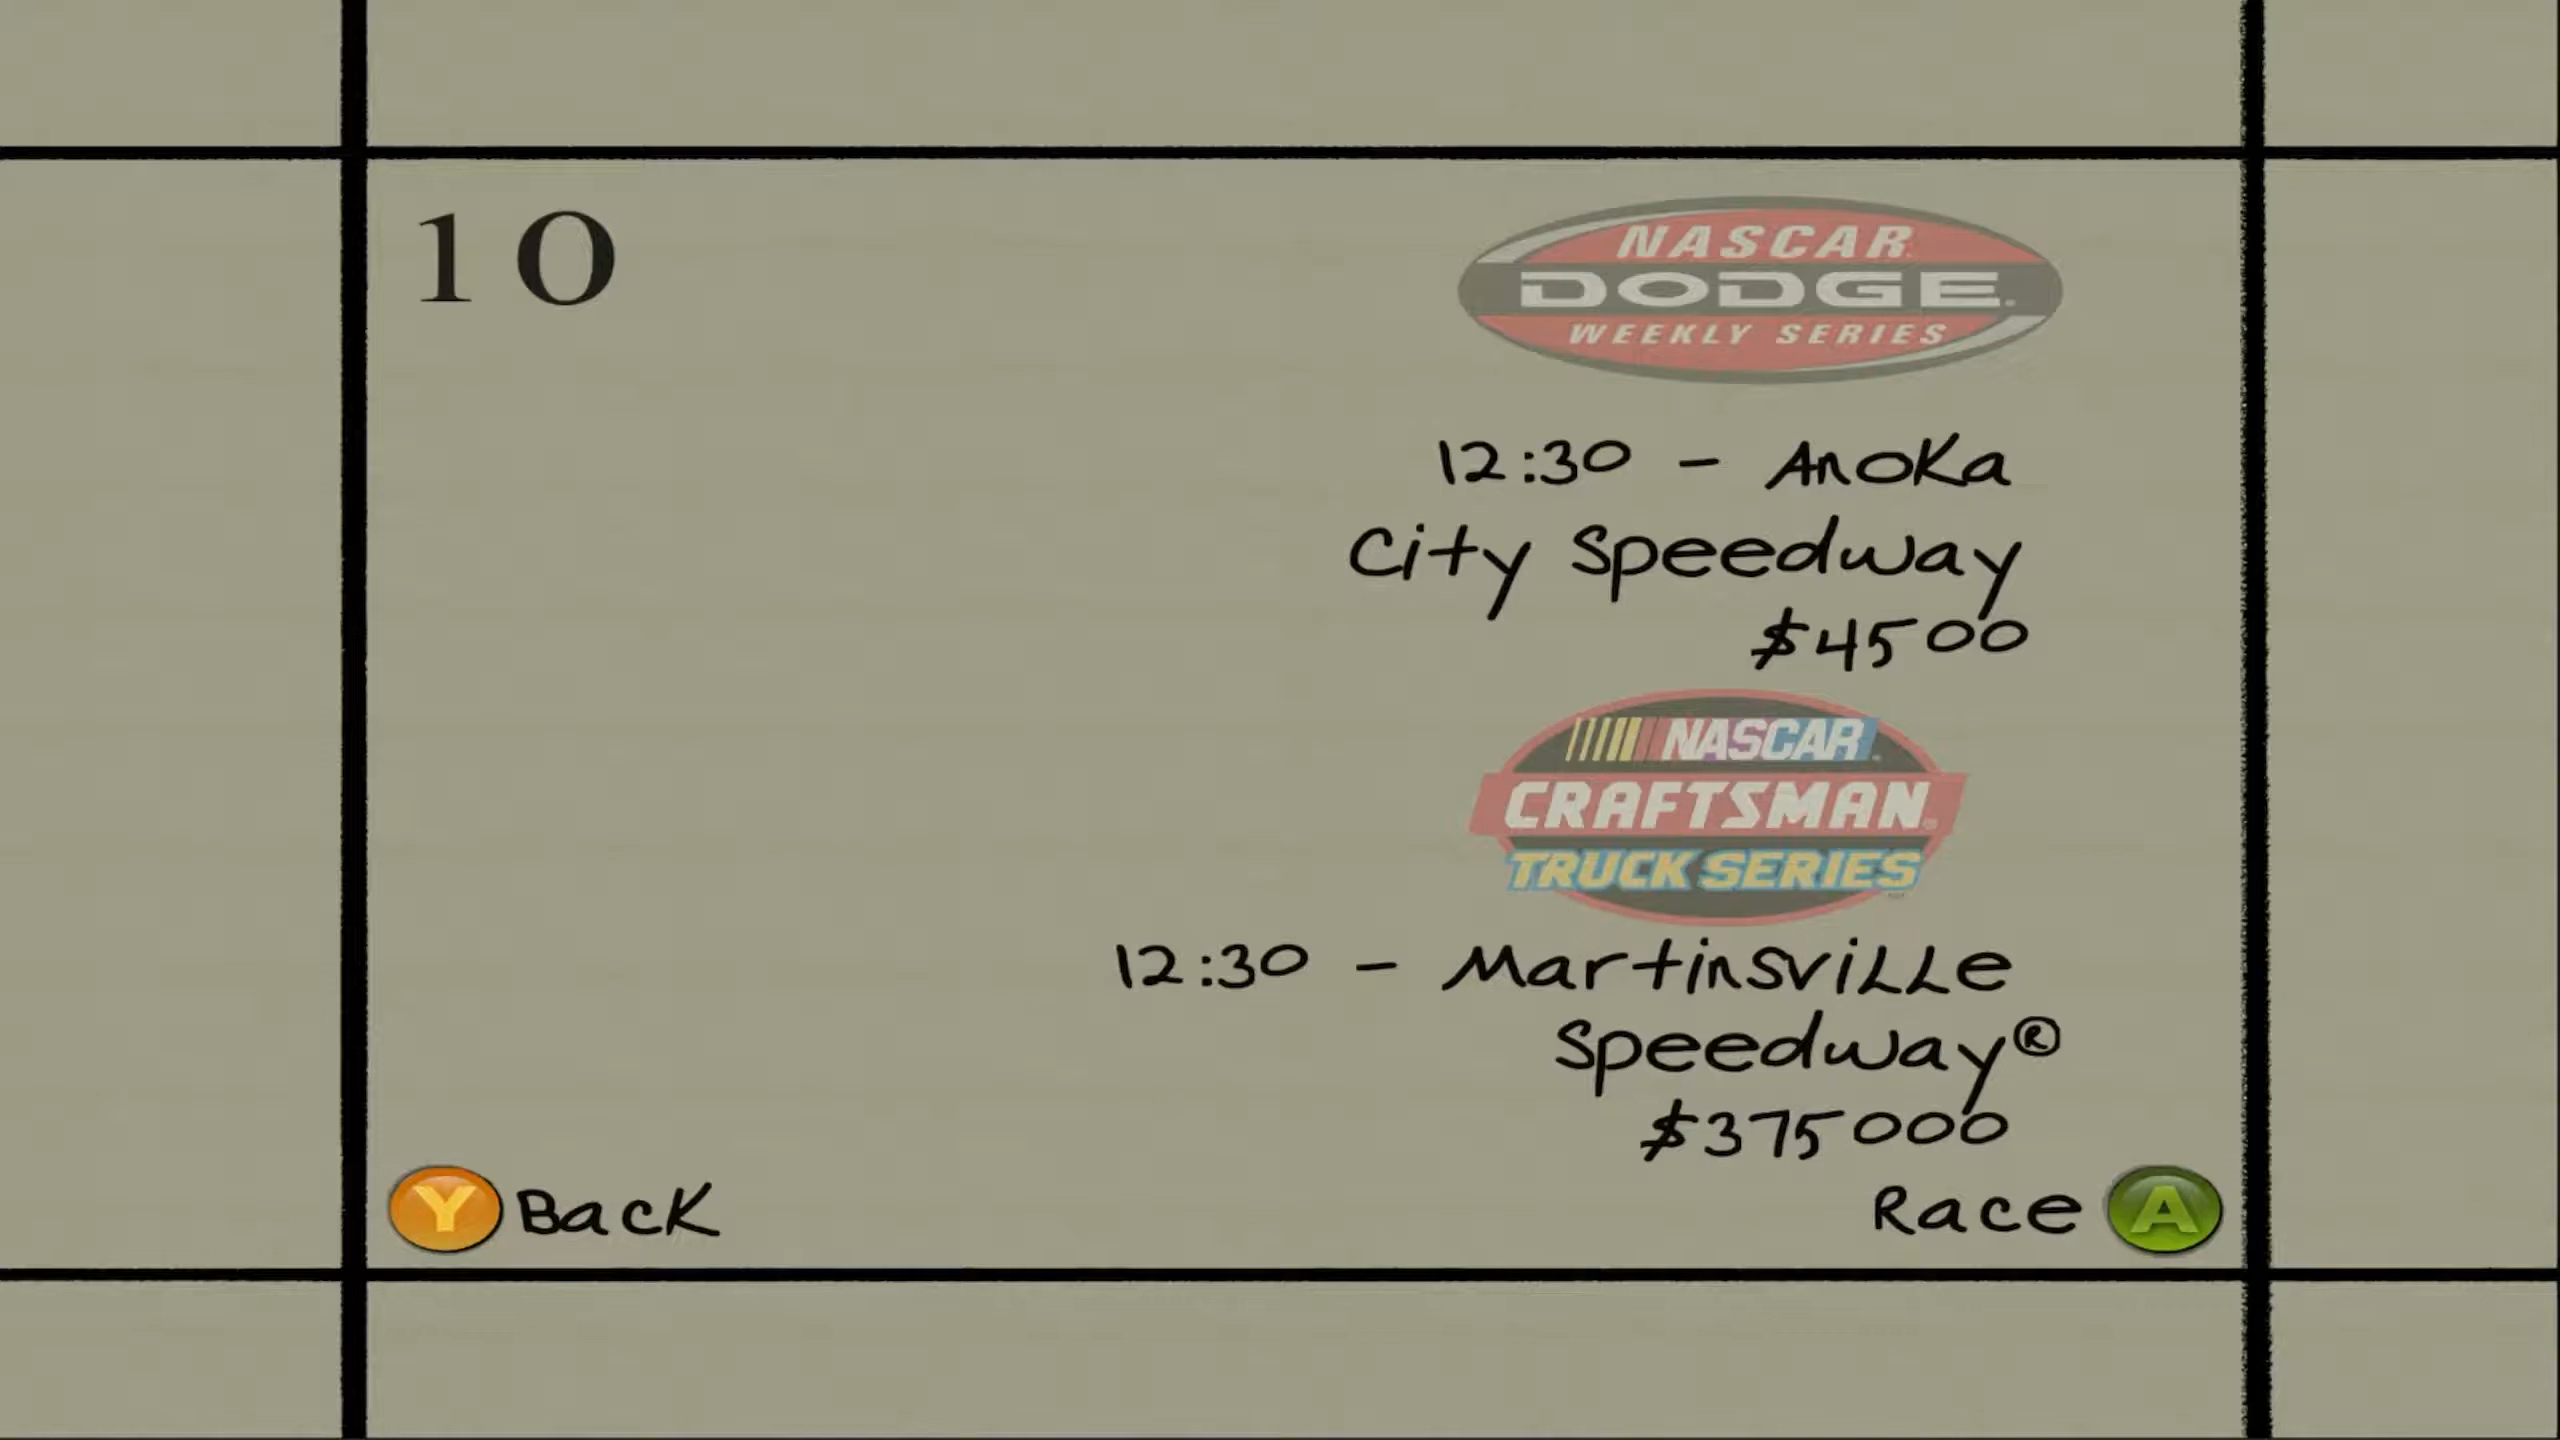 10
NASCAR
DODGE.
WEEKLY SERIES
12:30 - Anoka
City Speedway
$4500
NASCAR
CRAFTSMAN®
TRUCK SERIES
12:30 - Martinsville
Speedway®
$375000
Y Back
Race A